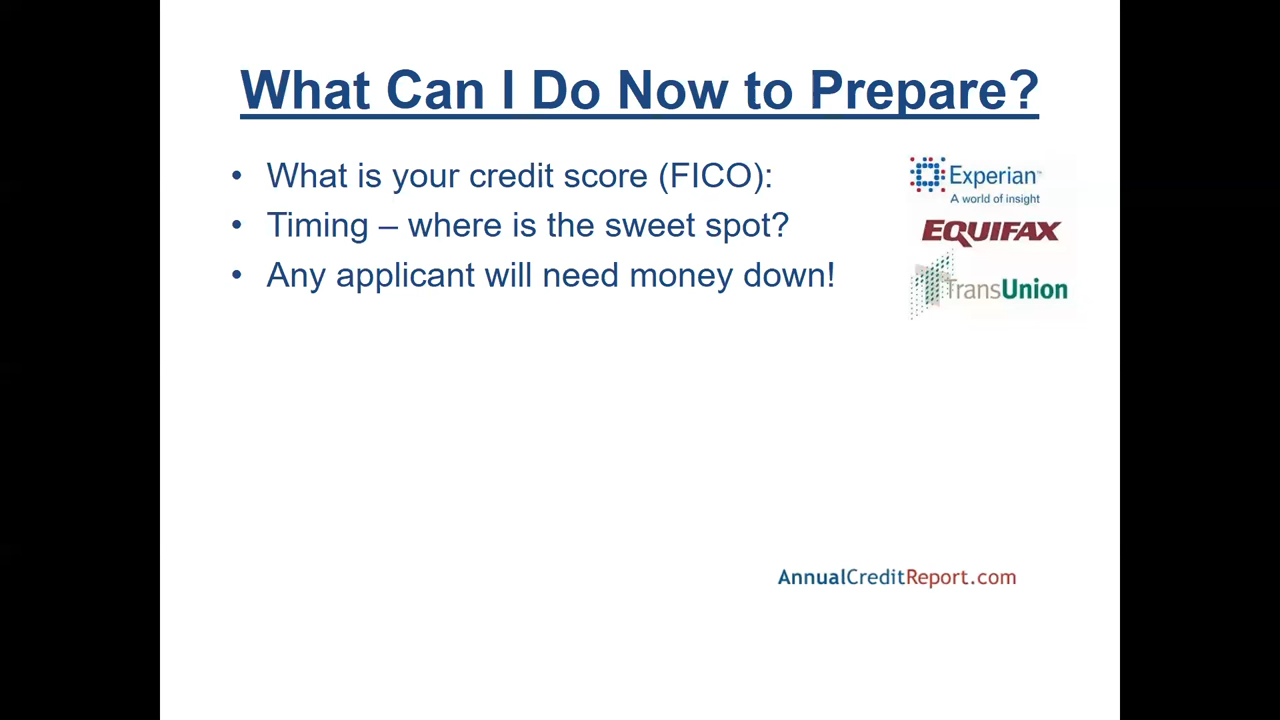 What Can I Do Now to Prepare?
• What is your credit score (FICO):
• Timing – where is the sweet spot?
• Any applicant will need money down!
Experian™
A world of insight
EQUIFAX
TransUnion
AnnualCreditReport.com